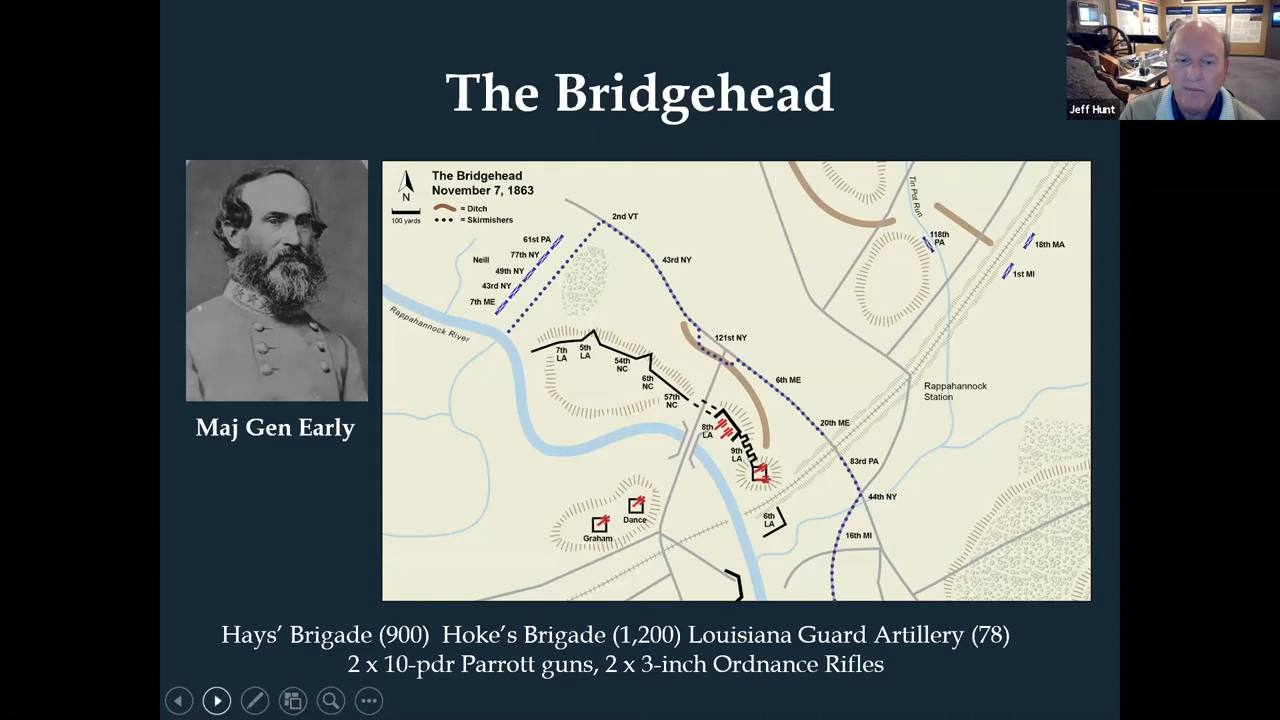 The Bridgehead
Jeff Hunt
Maj Gen Early
The Bridgehead
November 7, 1863
N
100 yards
= Ditch
= Skirmishers
2nd VT
61st PA
77th NY
Neill
49th NY
43rd NY
7th ME
43rd NY
Tin Pot Run
118th
PA
18th MA
1st MI
Rappahannock River
121st NY
7th
LA
5th
LA
54th
NC
6th
NC
57th
NC
6th ME
Rappahannock
Station
8th
LA
9th
LA
20th ME
83rd PA
44th NY
6th
LA
16th MI
Dance
Graham
Hays’ Brigade (900) Hoke’s Brigade (1,200) Louisiana Guard Artillery (78)
2 x 10-pdr Parrott guns, 2 x 3-inch Ordnance Rifles